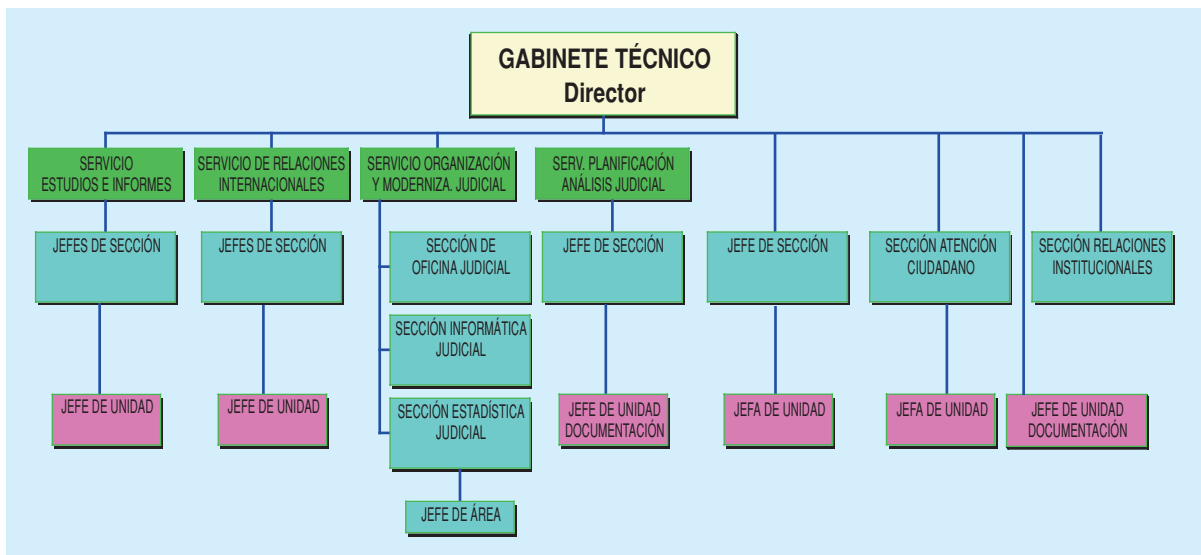 GABINETE TÉCNICO
Director
SERVICIO
ESTUDIOS E INFORMES
SERVICIO DE RELACIONES
INTERNACIONALES
SERVICIO ORGANIZACIÓN
Y MODERNIZA. JUDICIAL
SERV. PLANIFICACIÓN
ANÁLISIS JUDICIAL
JEFES DE SECCIÓN
JEFES DE SECCIÓN
SECCIÓN DE
OFICINA JUDICIAL
JEFE DE SECCIÓN
JEFE DE SECCIÓN
SECCIÓN ATENCIÓN
CIUDADANO
SECCIÓN RELACIONES
INSTITUCIONALES
SECCIÓN INFORMÁTICA
JUDICIAL
JEFE DE UNIDAD
JEFE DE UNIDAD
SECCIÓN ESTADÍSTICA
JUDICIAL
JEFE DE UNIDAD
DOCUMENTACIÓN
JEFA DE UNIDAD
JEFA DE UNIDAD
JEFE DE UNIDAD
DOCUMENTACIÓN
JEFE DE ÁREA